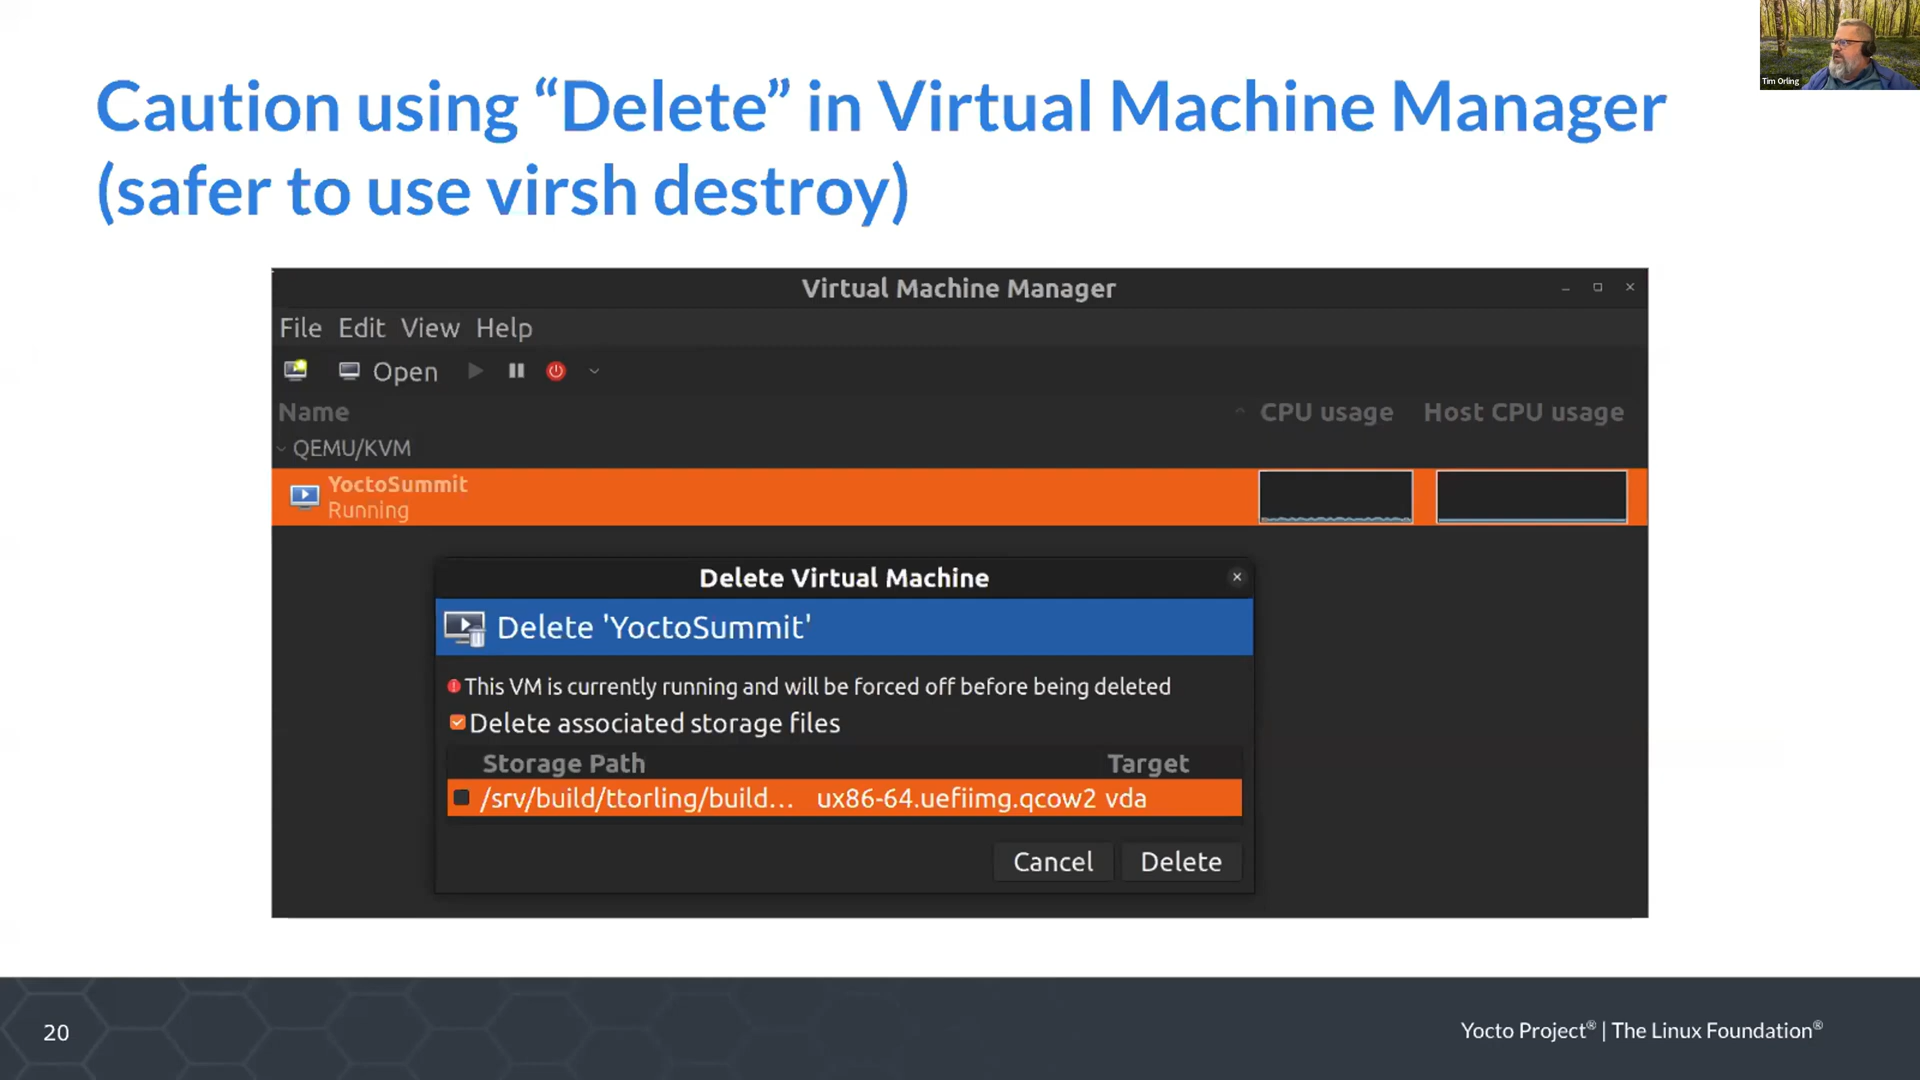 Caution using “Delete” in Virtual Machine Manager
(safer to use virsh destroy)
Tim Orling
Virtual Machine Manager
File Edit View Help
Open
Name CPU usage Host CPU usage
QEMU/KVM
YoctoSummit
Running
Delete Virtual Machine
Delete 'YoctoSummit'
This VM is currently running and will be forced off before being deleted
Delete associated storage files
Storage Path Target
/srv/build/ttorling/build... ux86-64.uefiimg.qcow2 vda
Cancel Delete
20
Yocto Project® | The Linux Foundation®